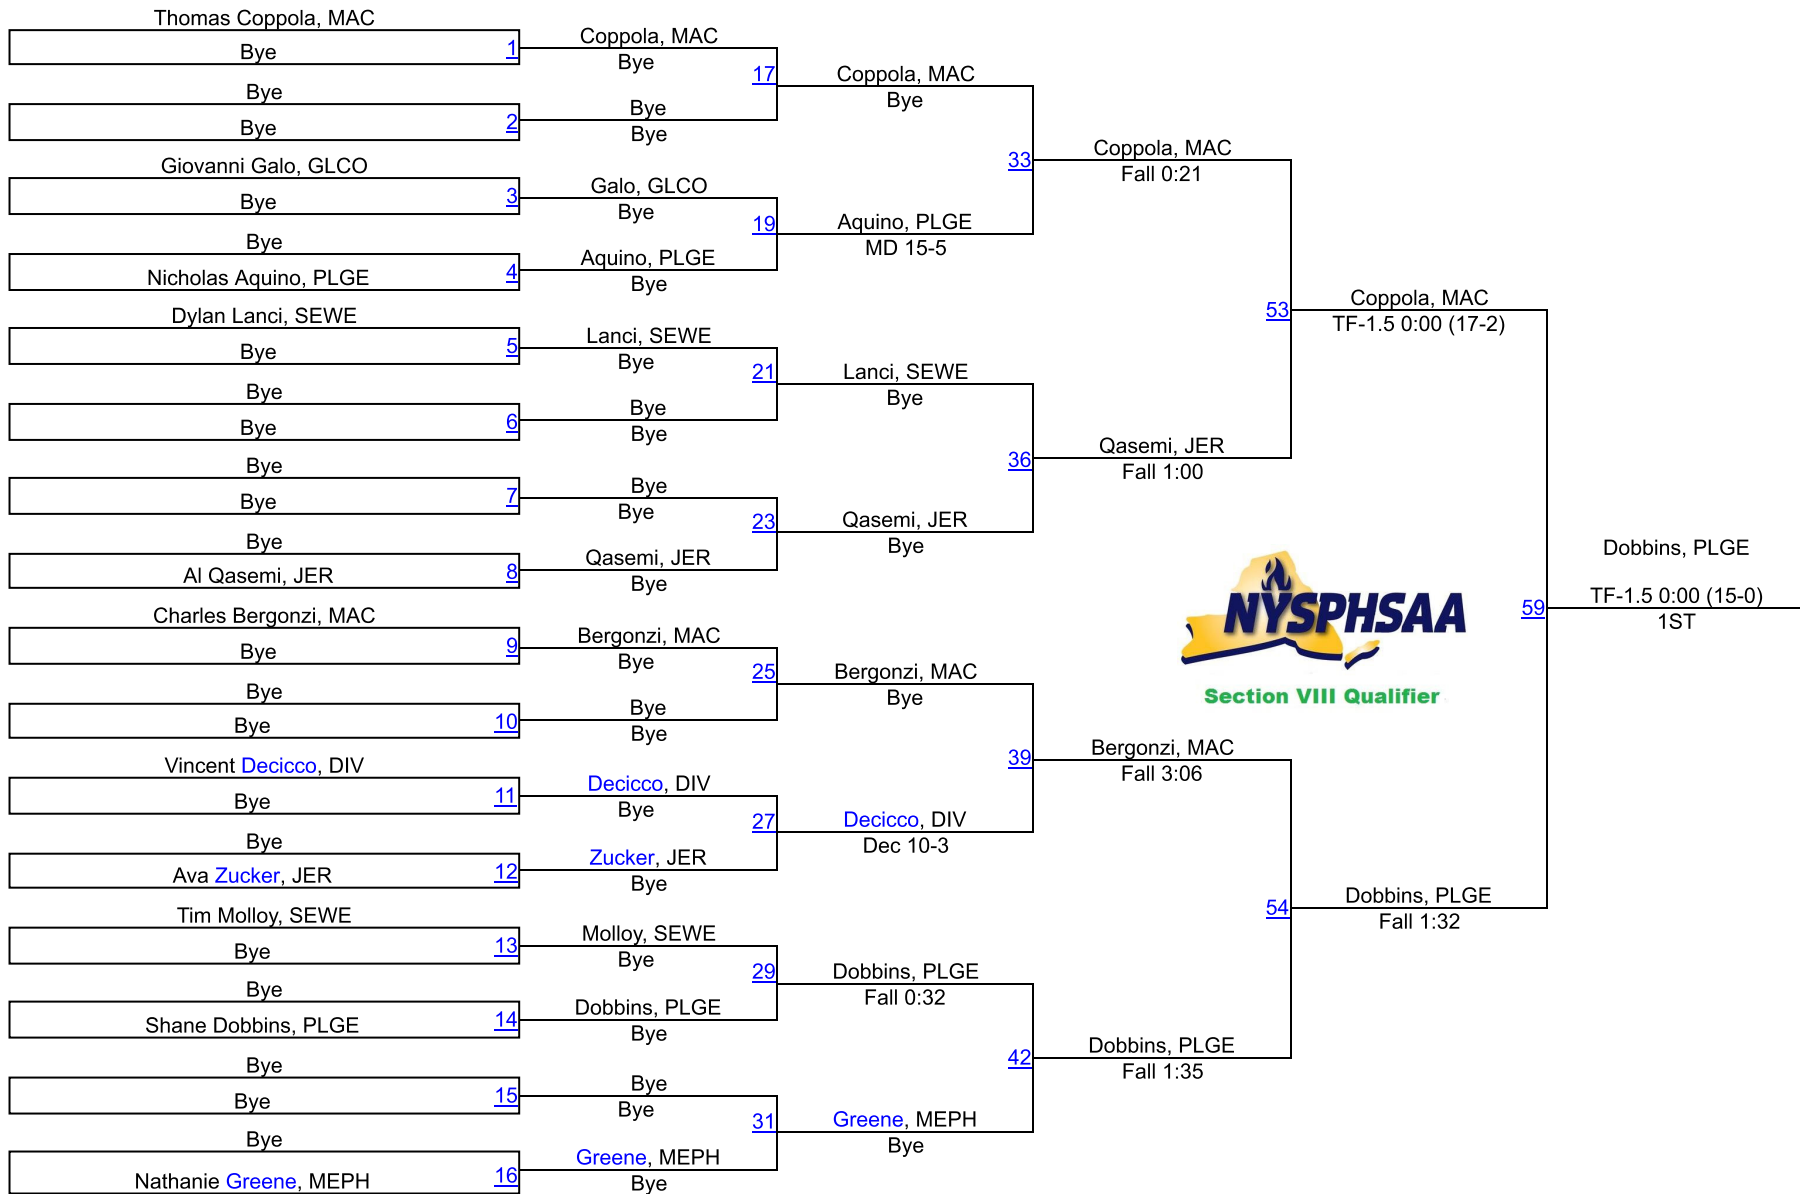 Thomas Coppola, MAC
Bye
1
Bye
Bye
2
Giovanni Galo, GLCO
Bye
3
Bye
Nicholas Aquino, PLGE
4
Dylan Lanci, SEWE
Bye
5
Bye
Bye
6
Bye
Bye
7
Bye
Al Qasemi, JER
8
Charles Bergonzi, MAC
Bye
9
Bye
Bye
10
Vincent Decicco, DIV
Bye
11
Bye
Ava Zucker, JER
12
Tim Molloy, SEWE
Bye
13
Bye
Shane Dobbins, PLGE
14
Bye
Bye
15
Bye
Nathanie Greene, MEPH
16
Coppola, MAC
Bye
17
Bye
Bye
Galo, GLCO
Bye
19
Aquino, PLGE
Bye
Lanci, SEWE
Bye
21
Bye
Bye
Bye
Bye
23
Qasemi, JER
Bye
Bergonzi, MAC
Bye
25
Bye
Bye
Decicco, DIV
Bye
27
Zucker, JER
Bye
Molloy, SEWE
Bye
29
Dobbins, PLGE
Bye
Bye
Bye
31
Greene, MEPH
Bye
Coppola, MAC
Bye
33
Aquino, PLGE
MD 15-5
Lanci, SEWE
Bye
36
Qasemi, JER
Bye
Bergonzi, MAC
Bye
39
Decicco, DIV
Dec 10-3
Dobbins, PLGE
Fall 0:32
42
Greene, MEPH
Bye
Coppola, MAC
Fall 0:21
53
Qasemi, JER
Fall 1:00
Bergonzi, MAC
Fall 3:06
54
Dobbins, PLGE
Fall 1:35
NYSPHSAA
Section VIII Qualifier
Coppola, MAC
TF-1.5 0:00 (17-2)
59
Dobbins, PLGE
Fall 1:32
Dobbins, PLGE
TF-1.5 0:00 (15-0)
1ST